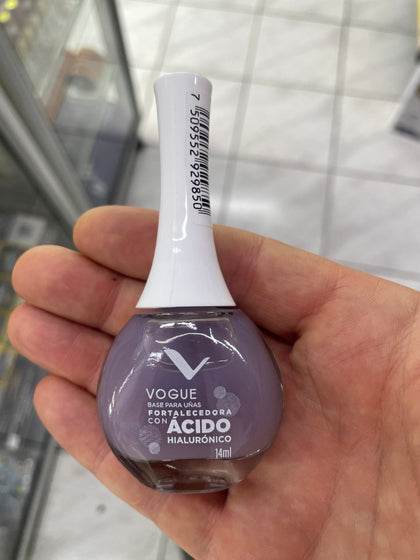 7 509552 929850
V
VOGUE
BASE PARA UÑAS
FORTALECEDORA
CON ÁCIDO
HIALURÓNICO
14ml